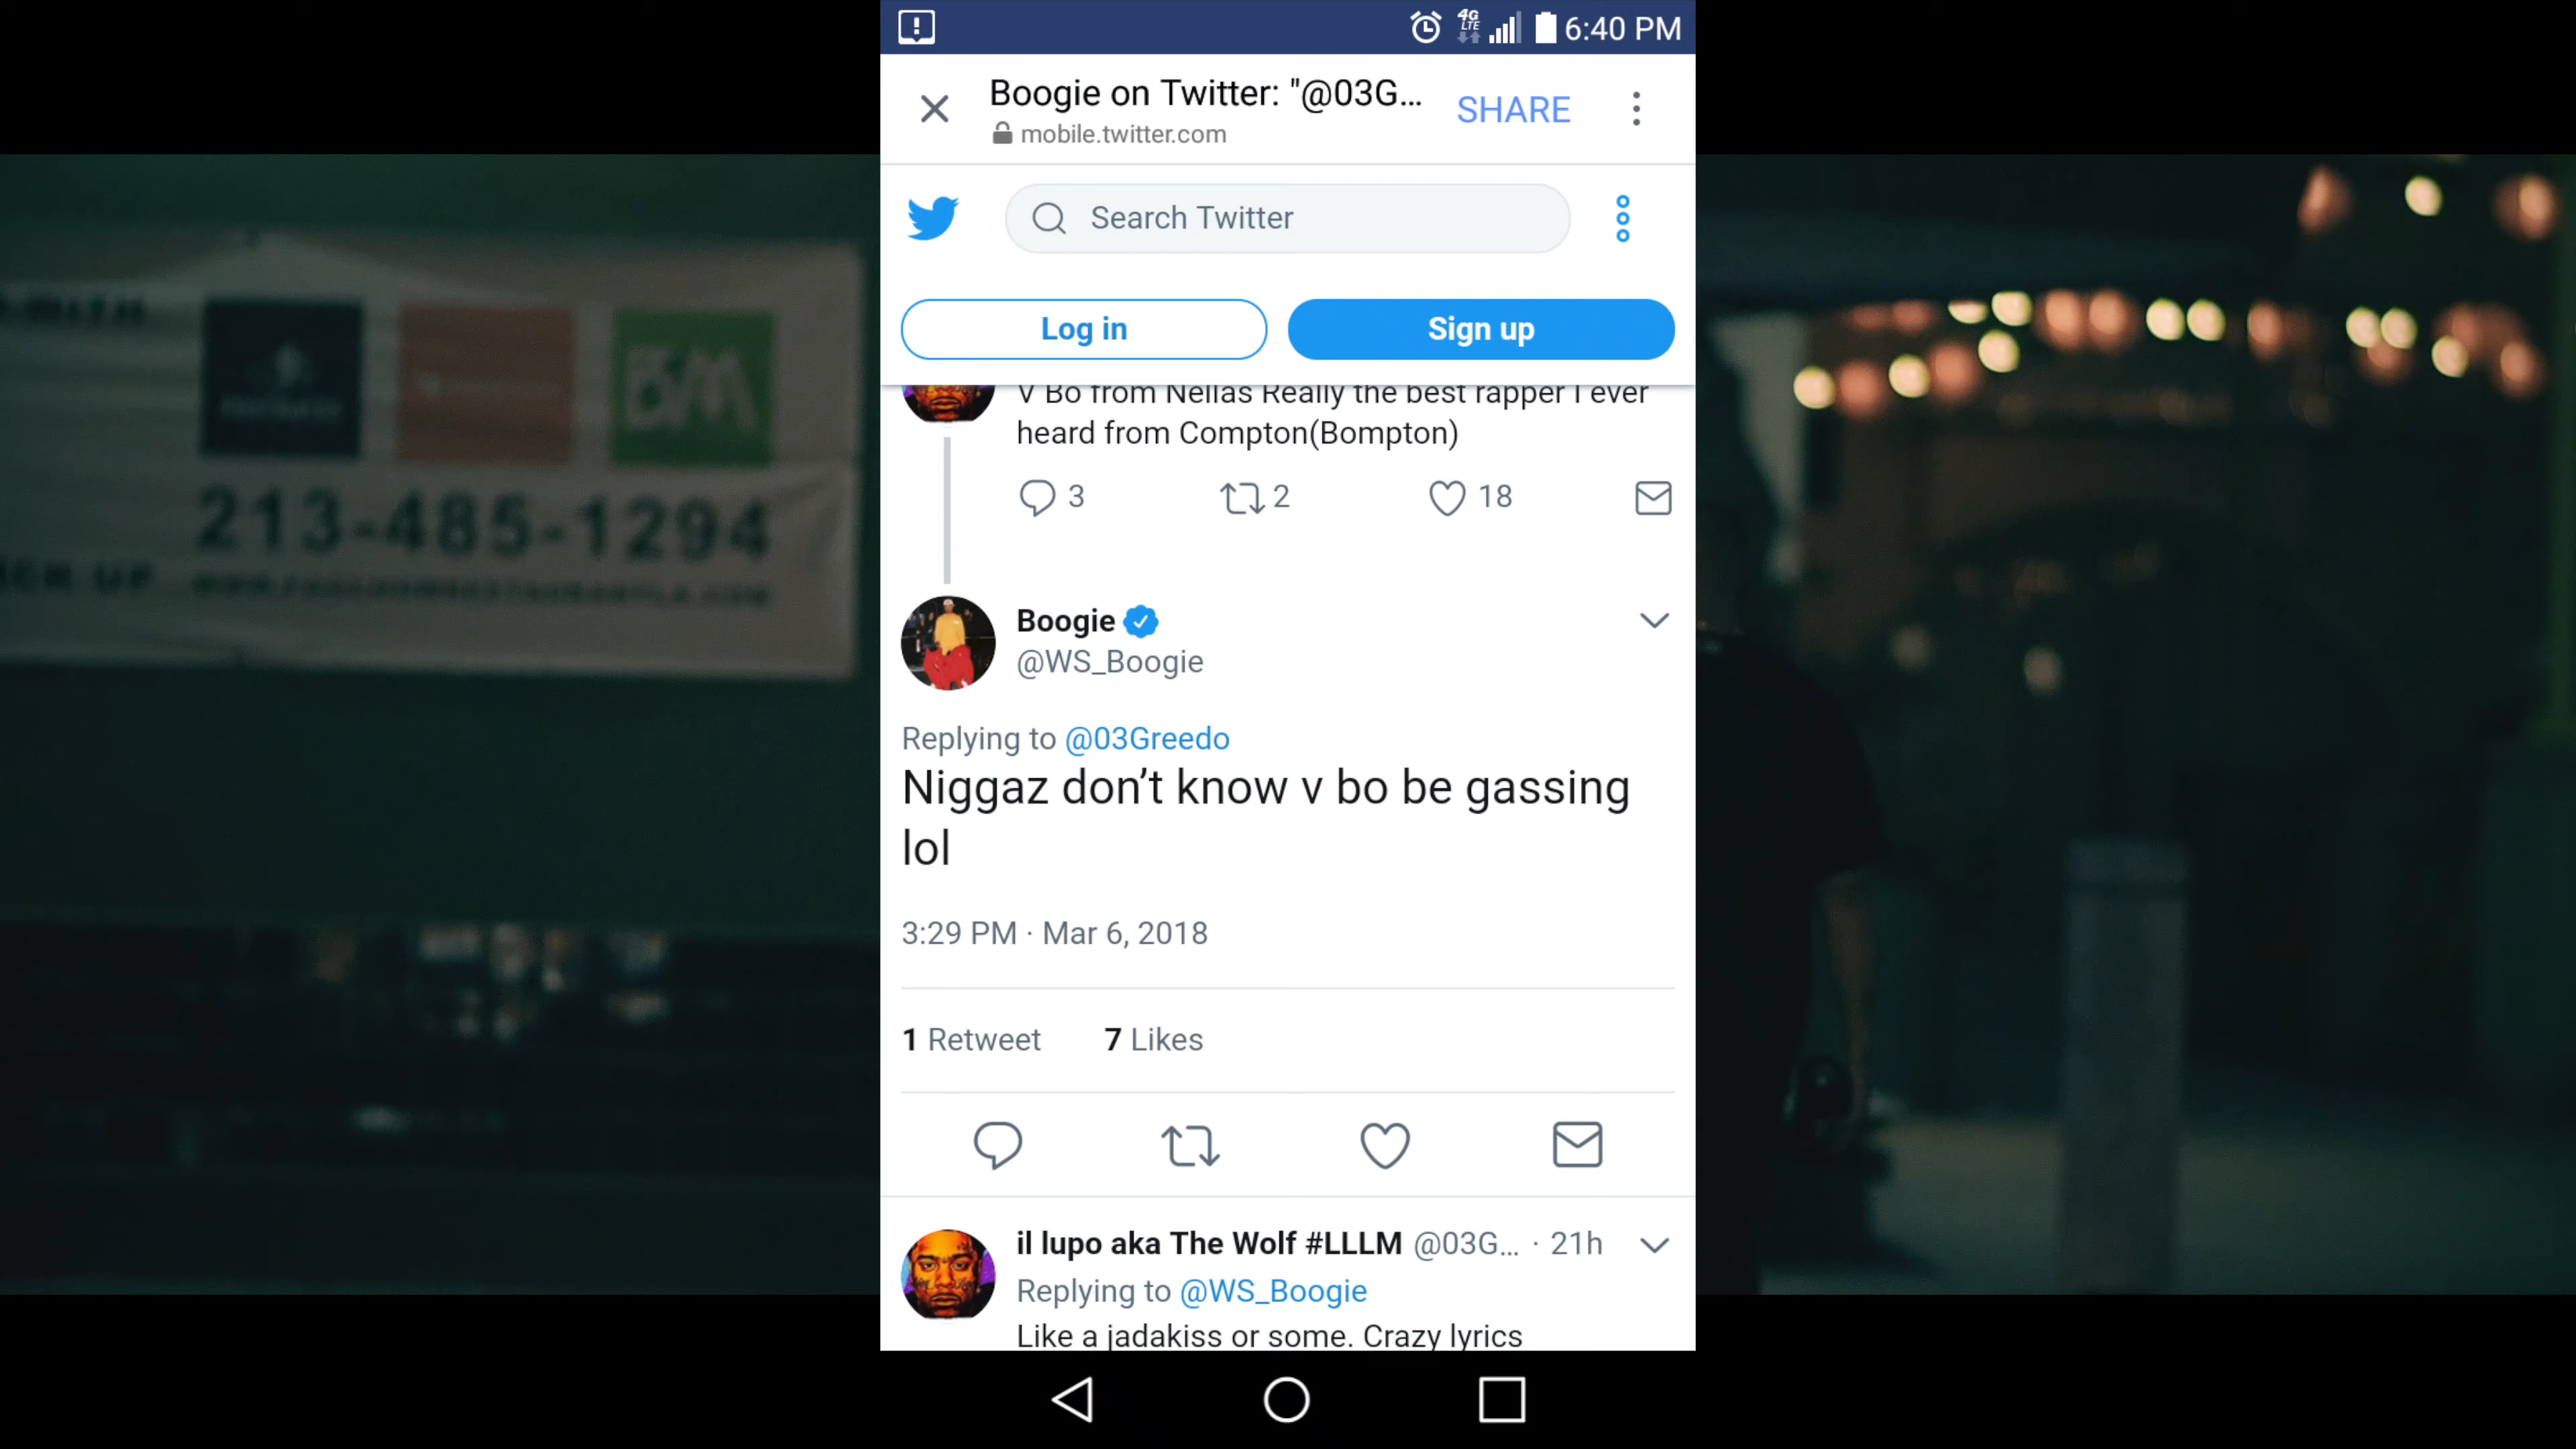 6:40 PM
4G
LTE
Boogie on Twitter: "@03G...
SHARE
mobile.twitter.com
Search Twitter
Log in
Sign up
V Bo from Nellas Really the best rapper I ever
heard from Compton(Bompton)
3
2
18
Boogie
@WS_Boogie
Replying to @03Greedo
Niggaz don't know v bo be gassing
lol
3:29 PM · Mar 6, 2018
1 Retweet 7 Likes
il lupo aka The Wolf #LLLM @03G... · 21h
Replying to @WS_Boogie
Like a jadakiss or some. Crazy lyrics
BM
213-485-1294